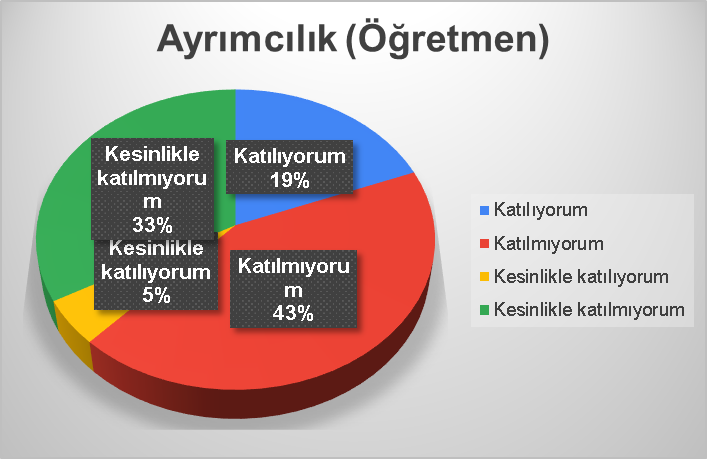 Ayrımcılık (Öğretmen)
Kesinlikle
katılmıyoru
m
33%
Katılıyorum
19%
Kesinlikle
katılıyorum
5%
Katılmıyoru
m
43%
Katılıyorum
Katılmıyorum
Kesinlikle katılıyorum
Kesinlikle katılmıyorum